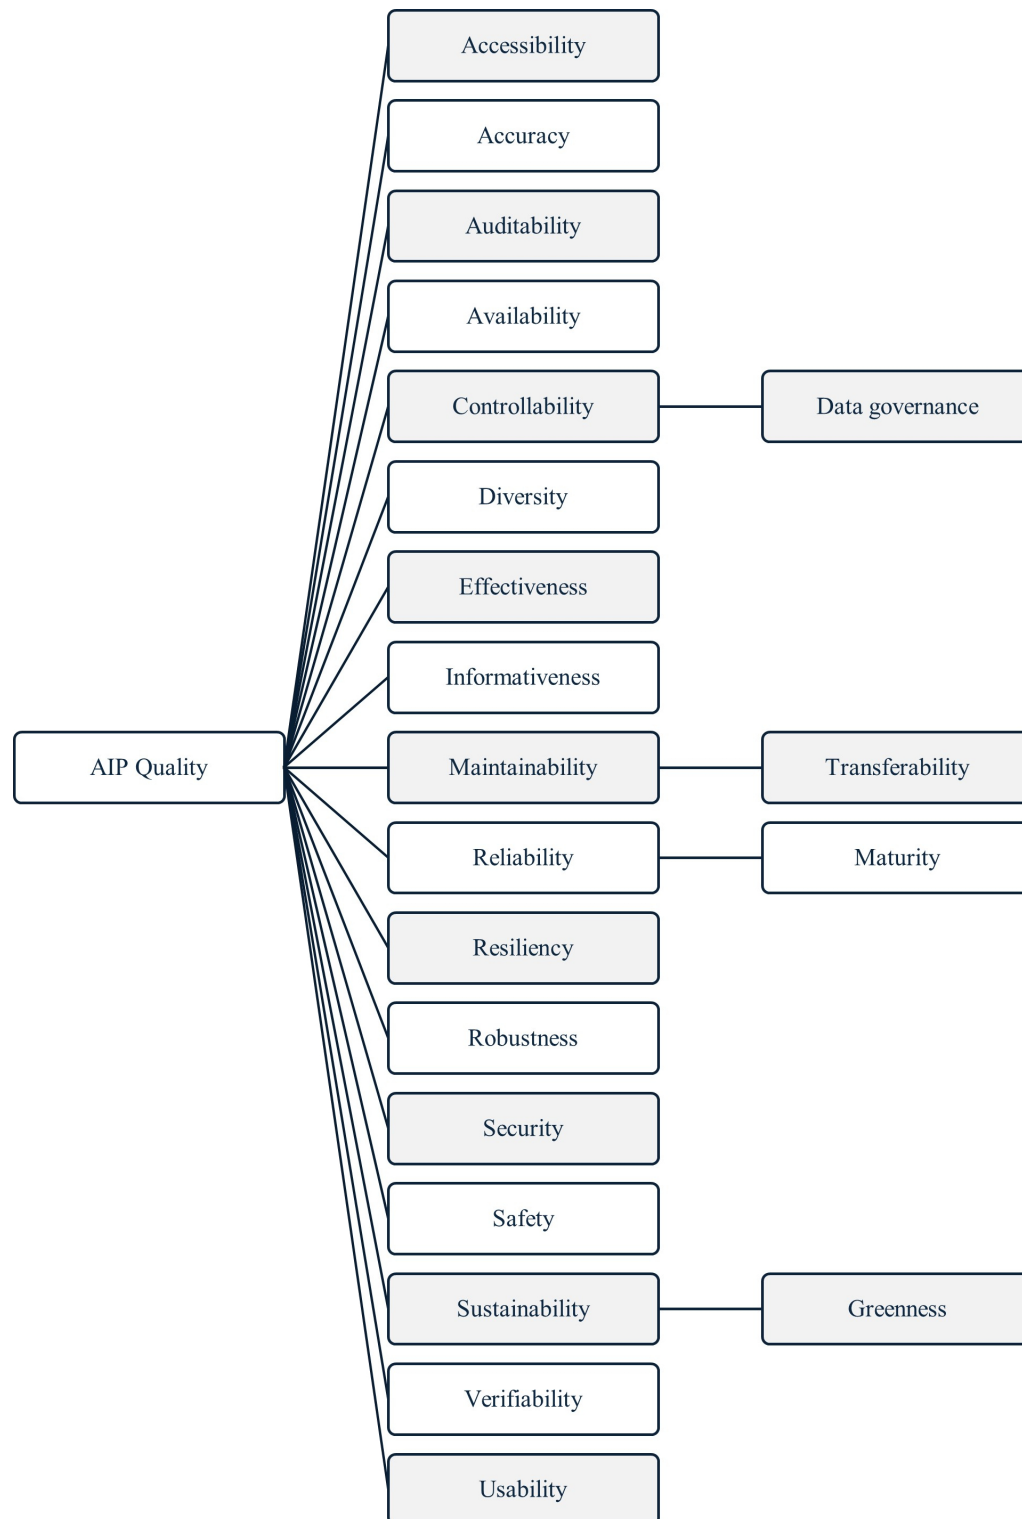 Accessibility
Accuracy
Auditability
Availability
Controllability
Data governance
Diversity
Effectiveness
Informativeness
AIP Quality
Maintainability
Transferability
Reliability
Maturity
Resiliency
Robustness
Security
Safety
Sustainability
Greenness
Verifiability
Usability